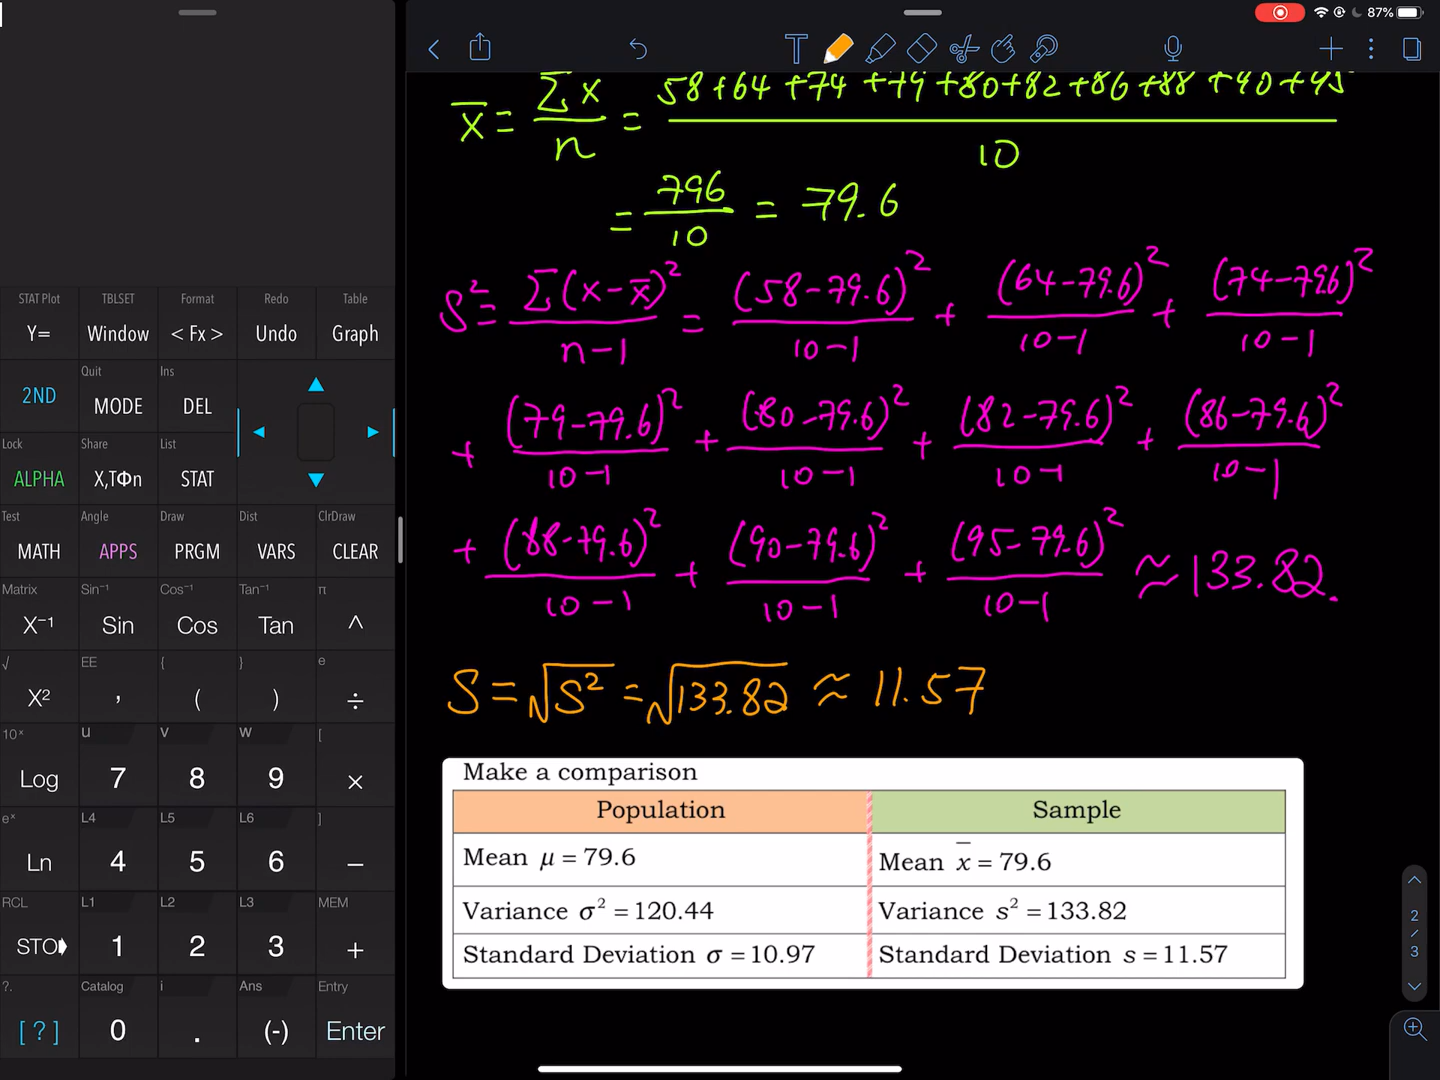 87%
x̄ = Σx / n = 58+64+74+79+80+82+86+88+90+95 / 10
= 796 / 10 = 79.6
S² = Σ(x-x̄)² / n-1 = (58-79.6)² / 10-1 + (64-79.6)² / 10-1 + (74-79.6)² / 10-1
+ (79-79.6)² / 10-1 + (80-79.6)² / 10-1 + (82-79.6)² / 10-1 + (86-79.6)² / 10-1
+ (88-79.6)² / 10-1 + (90-79.6)² / 10-1 + (95-79.6)² / 10-1 ≈ 133.82.
S = √S² = √133.82 ≈ 11.57
Make a comparison
Population Sample
Mean μ = 79.6 Mean x̄ = 79.6
Variance σ² = 120.44 Variance s² = 133.82
Standard Deviation σ = 10.97 Standard Deviation s = 11.57
2 / 3
STAT Plot TBLSET Format Redo Table
Y= Window < Fx > Undo Graph
Quit Ins
2ND MODE DEL
Lock Share List
ALPHA X,TΦn STAT
Test Angle Draw Dist ClrDraw
MATH APPS PRGM VARS CLEAR
Matrix Sin⁻¹ Cos⁻¹ Tan⁻¹ π
X⁻¹ Sin Cos Tan ^
√ EE { } e
X² , ( ) ÷
10ˣ u v w [
Log 7 8 9 ×
eˣ L4 L5 L6 ]
Ln 4 5 6 −
RCL L1 L2 L3 MEM
STO 1 2 3 +
?. Catalog i Ans Entry
[ ? ] 0 . (-) Enter